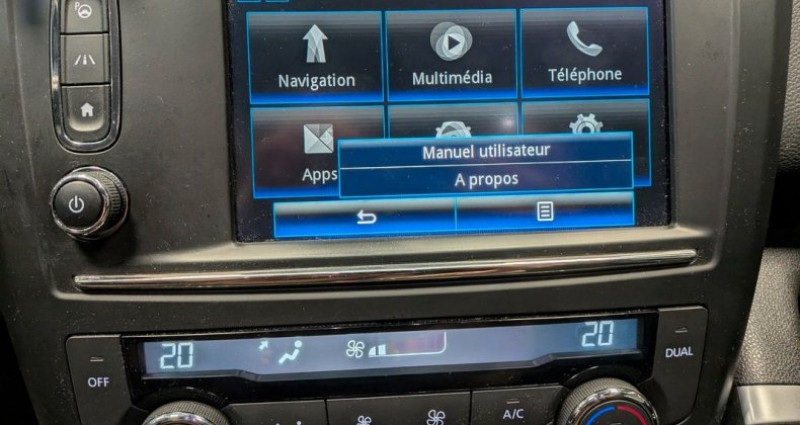 P
Navigation
Multimédia
Téléphone
Apps
Manuel utilisateur
A propos
20
20
OFF
DUAL
A/C